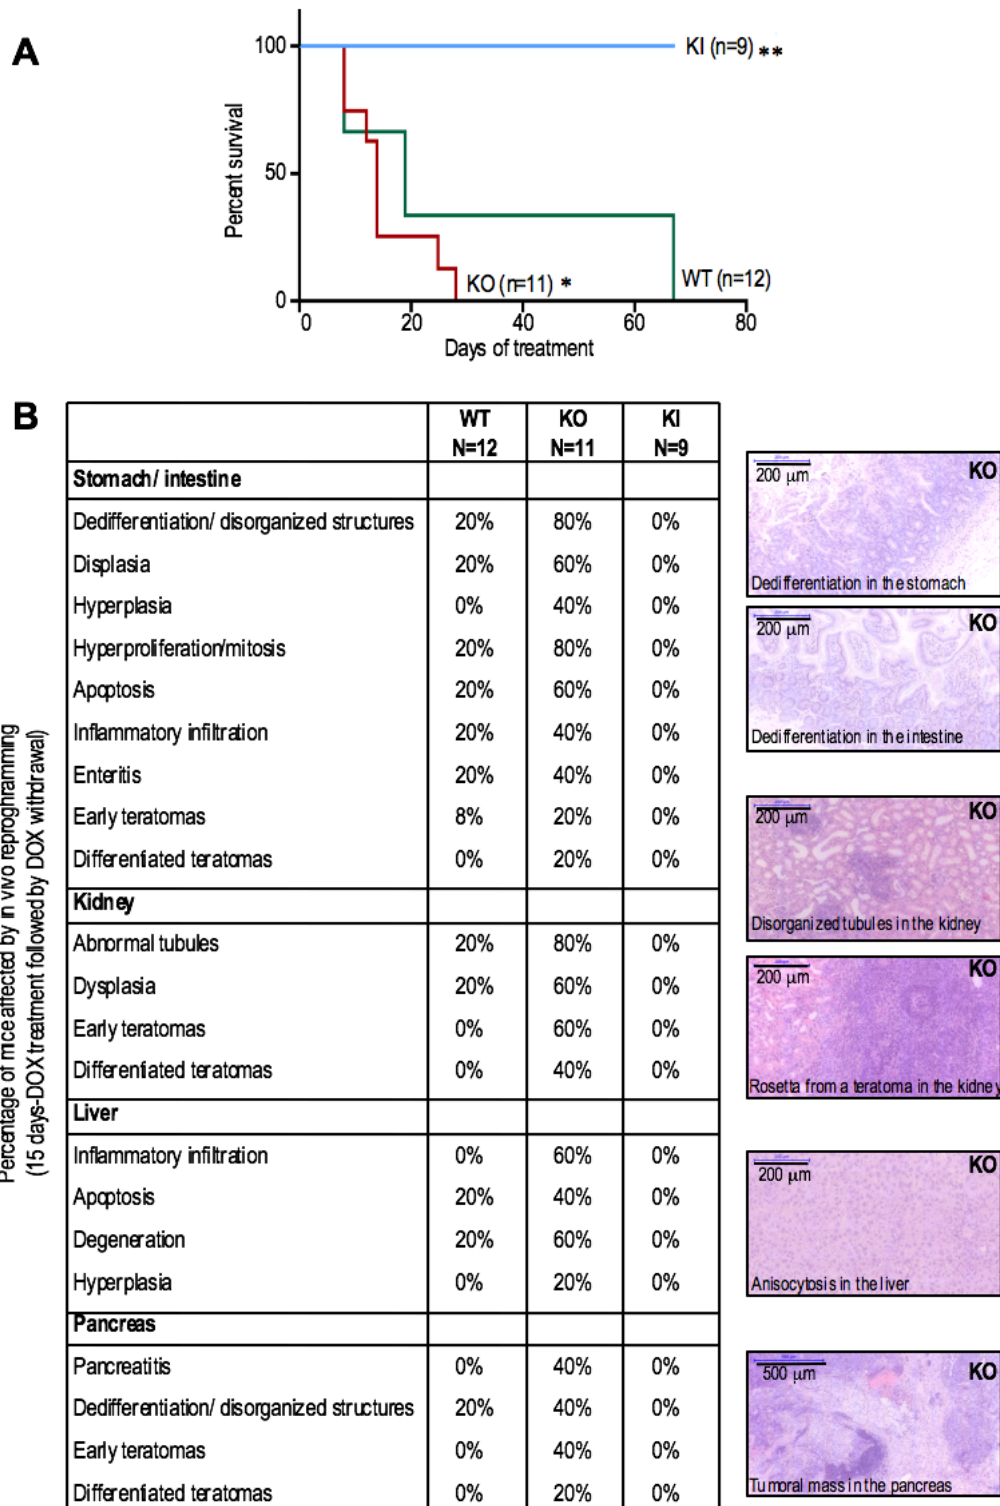 A
100
KI (n=9) **
Percent survival
50
KO (n=11) *
WT (n=12)
0
0 20 40 60 80
Days of treatment
B
WT KO KI
N=12 N=11 N=9
Stomach/ intestine
Dedifferentiation/ disorganized structures 20% 80% 0%
Displasia 20% 60% 0%
Hyperplasia 0% 40% 0%
Hyperproliferation/mitosis 20% 80% 0%
Apoptosis 20% 60% 0%
Inflammatory infiltration 20% 40% 0%
Enteritis 20% 40% 0%
Early teratomas 8% 20% 0%
Differentiated teratomas 0% 20% 0%
Kidney
Abnormal tubules 20% 80% 0%
Dysplasia 20% 60% 0%
Early teratomas 0% 60% 0%
Differentiated teratomas 0% 40% 0%
Liver
Inflammatory infiltration 0% 60% 0%
Apoptosis 20% 40% 0%
Degeneration 20% 60% 0%
Hyperplasia 0% 20% 0%
Pancreas
Pancreatitis 0% 40% 0%
Dedifferentiation/ disorganized structures 20% 40% 0%
Early teratomas 0% 40% 0%
Differentiated teratomas 0% 20% 0%
Percentage of mice affected by in vivo reproghramming
(15 days-DOX treatment followed by DOX withdrawal)
200 µm KO
Dedifferentiation in the stomach
200 µm KO
Dedifferentiation in the intestine
200 µm KO
Disorganized tubules in the kidney
200 µm KO
Rosetta from a teratoma in the kidney
200 µm KO
Anisocytosis in the liver
500 µm KO
Tumoral mass in the pancreas